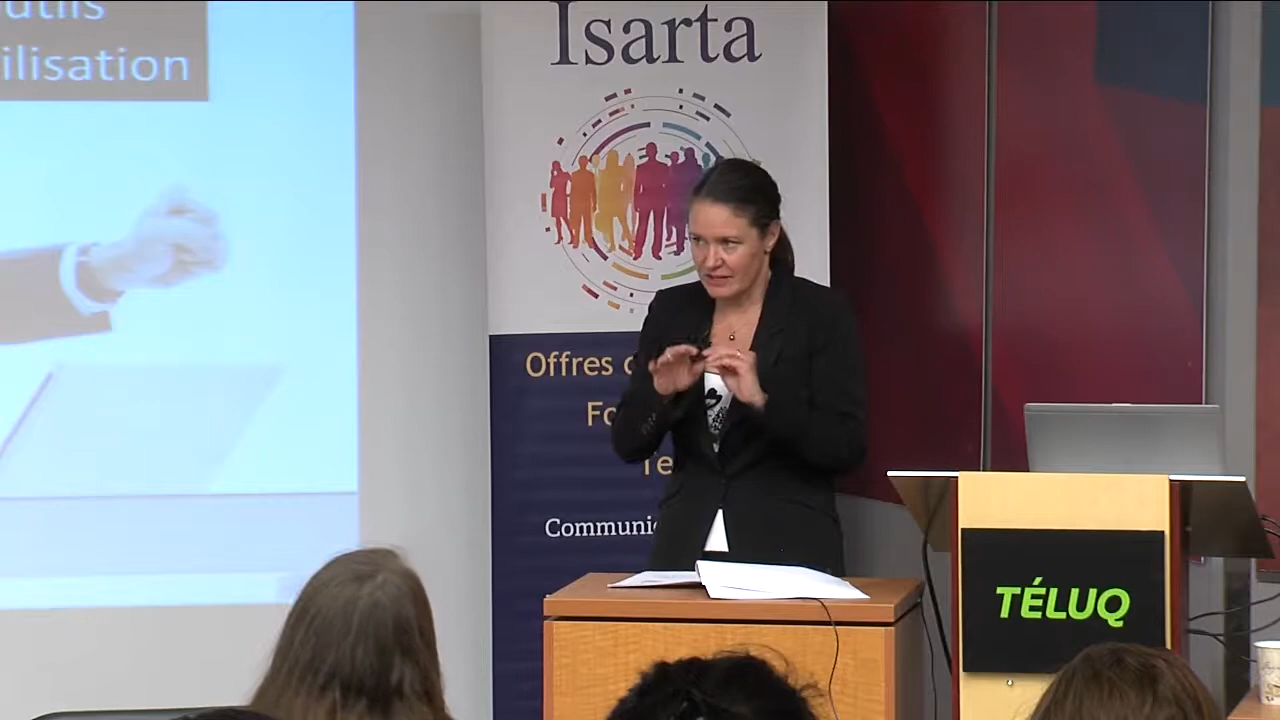 utils
ilisation
Isarta
Offres
Fo
Te
Communic
TÉLUQ